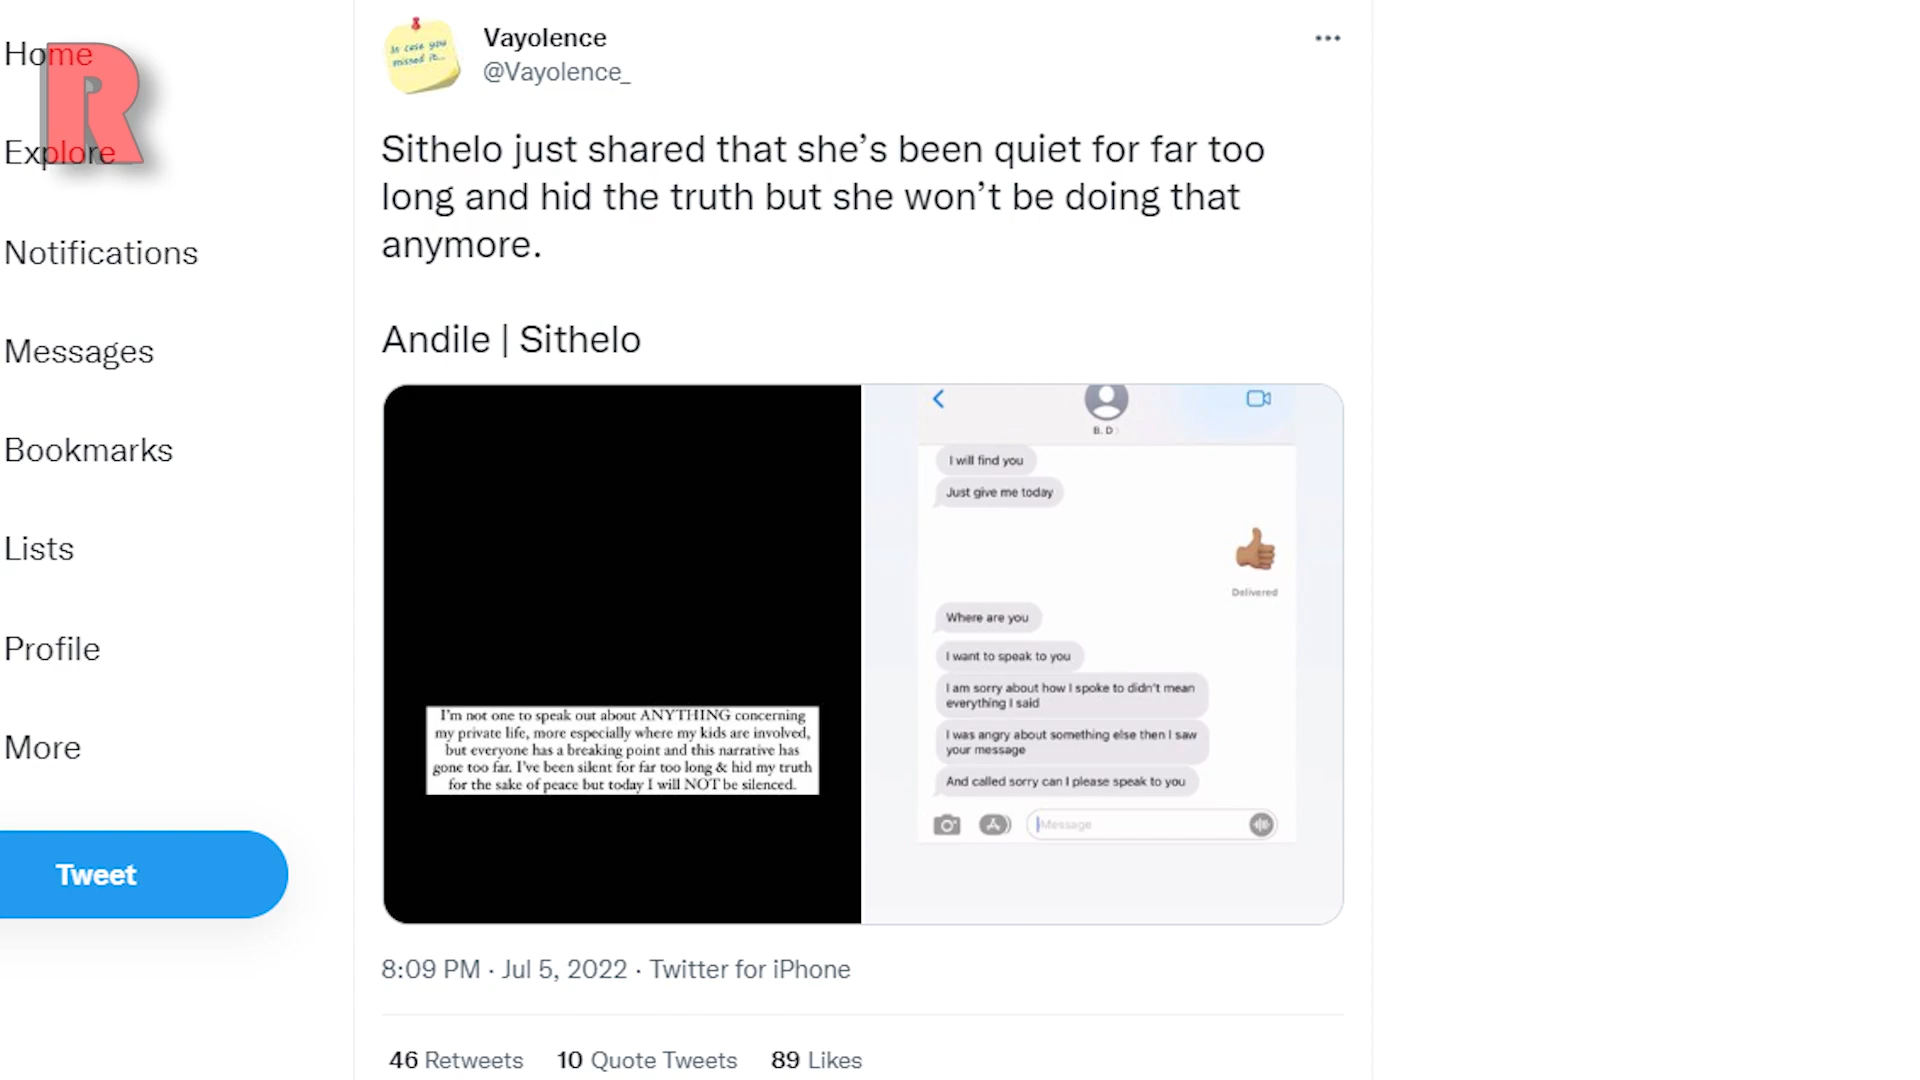 Home
R
Explore
Notifications
Messages
Bookmarks
Lists
Profile
More
Tweet
In case you
missed it...
Vayolence
@Vayolence_
Sithelo just shared that she’s been quiet for far too
long and hid the truth but she won’t be doing that
anymore.
Andile | Sithelo
I'm not one to speak out about ANYTHING concerning
my private life, more especially where my kids are involved,
but everyone has a breaking point and this narrative has
gone too far. I've been silent for far too long & hid my truth
for the sake of peace but today I will NOT be silenced.
B. D
I will find you
Just give me today
Delivered
Where are you
I want to speak to you
I am sorry about how I spoke to didn't mean
everything I said
I was angry about something else then I saw
your message
And called sorry can I please speak to you
Message
8:09 PM · Jul 5, 2022 · Twitter for iPhone
46 Retweets 10 Quote Tweets 89 Likes